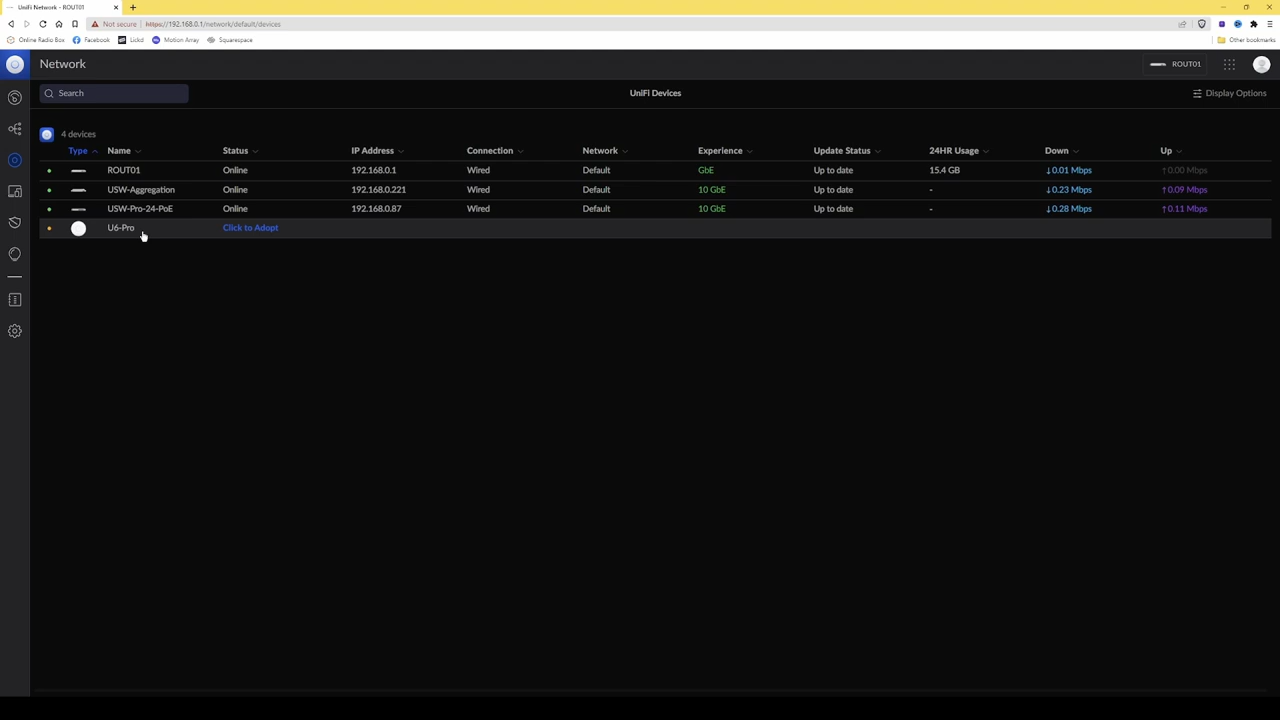 UniFi Network - ROUT01
Not secure https://192.168.0.1/network/default/devices
Online Radio Box Facebook Lickd Motion Array Squarespace Other bookmarks
Network ROUT01
Search UniFi Devices Display Options
4 devices
Type Name Status IP Address Connection Network Experience Update Status 24HR Usage Down Up
ROUT01 Online 192.168.0.1 Wired Default GbE Up to date 15.4 GB ↓0.01 Mbps ↑0.00 Mbps
USW-Aggregation Online 192.168.0.221 Wired Default 10 GbE Up to date - ↓0.23 Mbps ↑0.09 Mbps
USW-Pro-24-PoE Online 192.168.0.87 Wired Default 10 GbE Up to date - ↓0.28 Mbps ↑0.11 Mbps
U6-Pro Click to Adopt